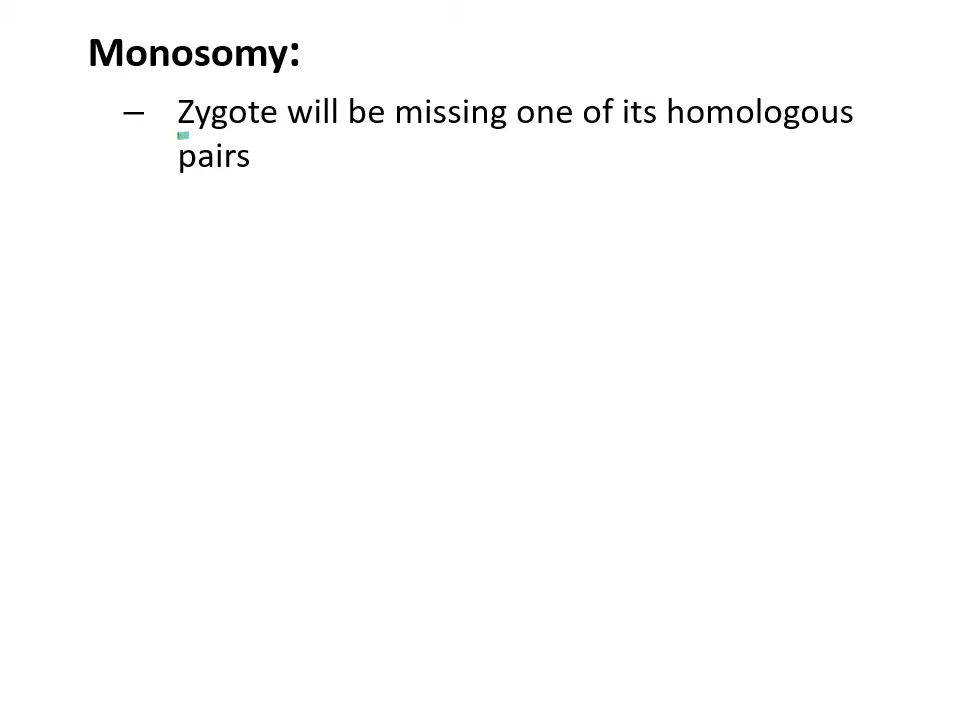 Monosomy:
– Zygote will be missing one of its homologous
pairs